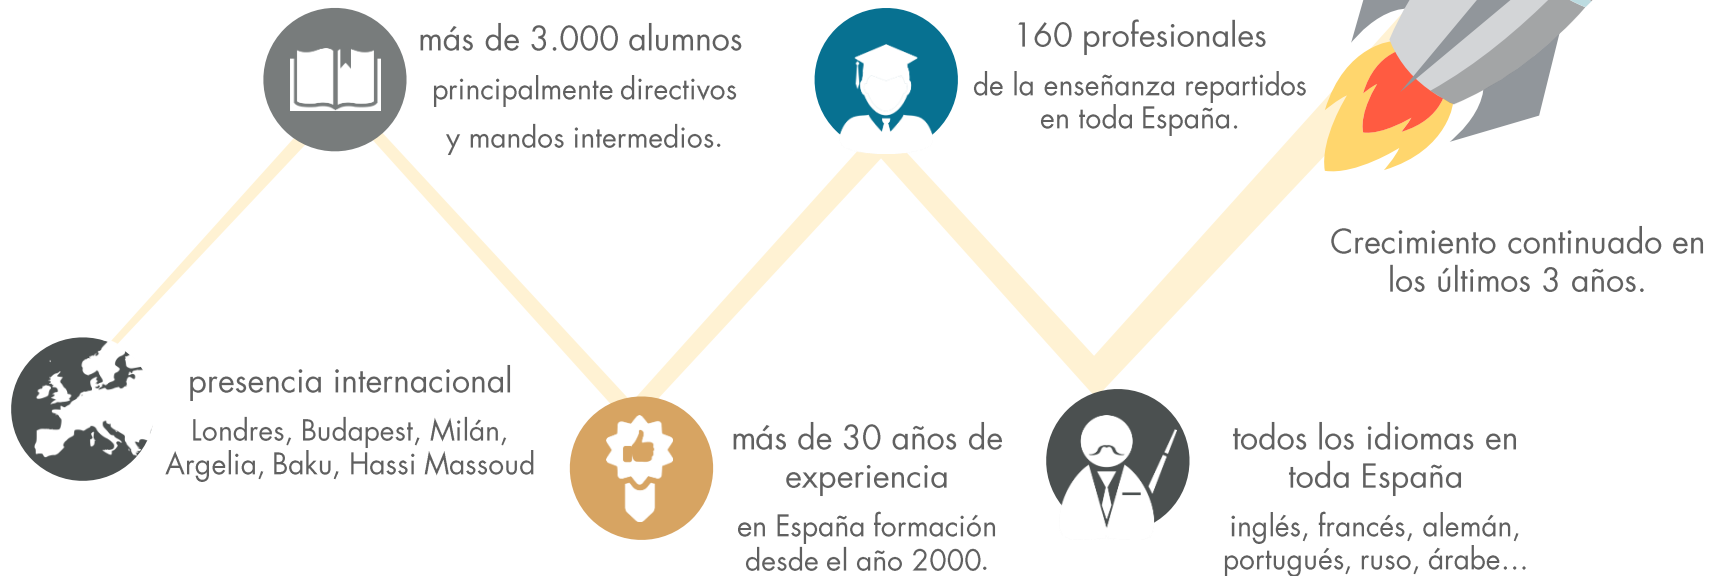 más de 3.000 alumnos
principalmente directivos
y mandos intermedios.
160 profesionales
de la enseñanza repartidos
en toda España.
Crecimiento continuado en
los últimos 3 años.
presencia internacional
Londres, Budapest, Milán,
Argelia, Baku, Hassi Massoud
más de 30 años de
experiencia
en España formación
desde el año 2000.
todos los idiomas en
toda España
inglés, francés, alemán,
portugués, ruso, árabe...